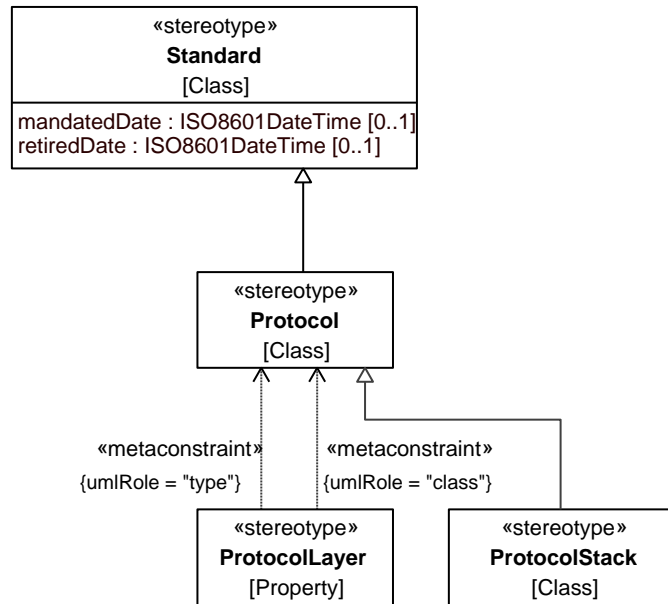 «stereotype»
Standard
[Class]
mandatedDate : ISO8601DateTime [0..1]
retiredDate : ISO8601DateTime [0..1]
«stereotype»
Protocol
[Class]
«metaconstraint»
{umlRole = "type"}
«metaconstraint»
{umlRole = "class"}
«stereotype»
ProtocolLayer
[Property]
«stereotype»
ProtocolStack
[Class]